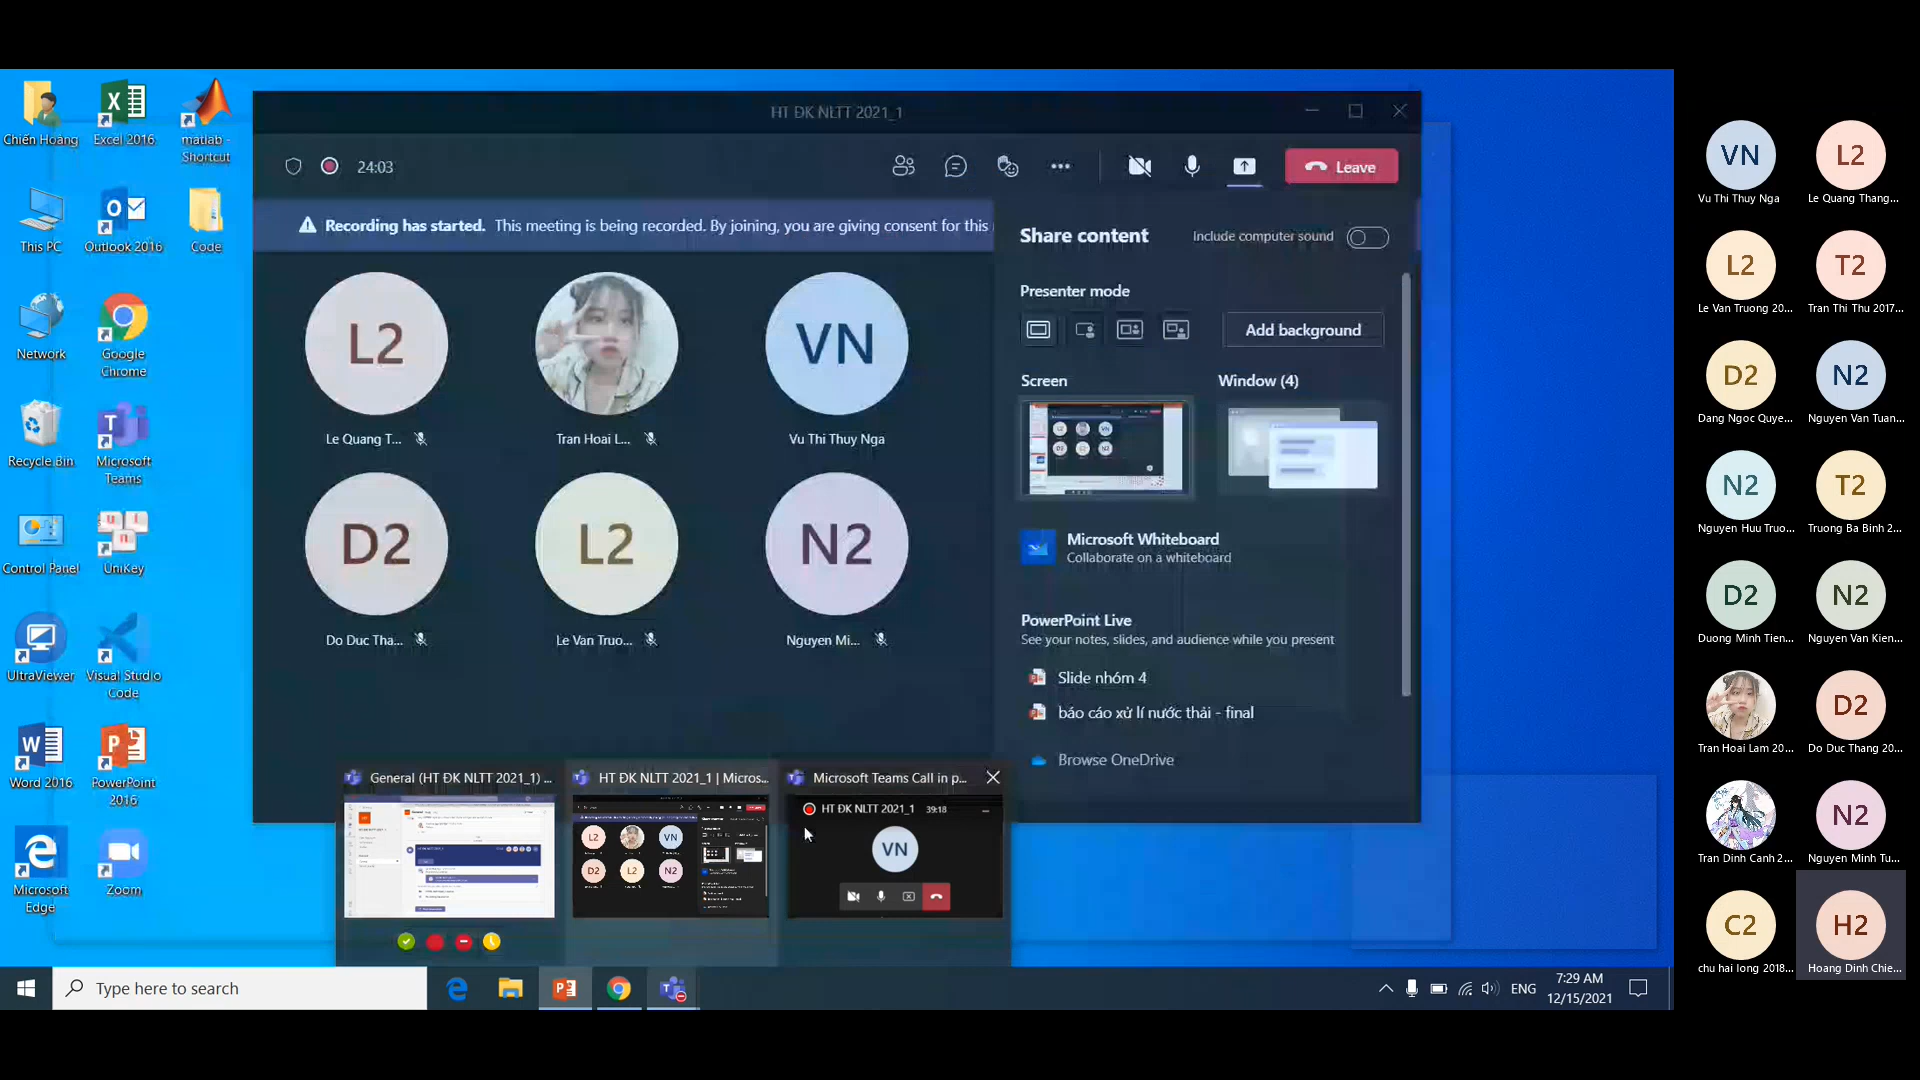 Chiến Hoàng
Excel 2016
matlab -
Shortcut
This PC
Outlook 2016
Code
Network
Google
Chrome
Recycle Bin
Microsoft
Teams
Control Panel
UniKey
UltraViewer
Visual Studio
Code
Word 2016
PowerPoint
2016
Microsoft
Edge
Zoom
HT ĐK NLTT 2021_1
24:03
Leave
Recording has started. This meeting is being recorded. By joining, you are giving consent for this
L2
VN
Le Quang T...
Tran Hoai L...
Vu Thi Thuy Nga
D2
L2
N2
Do Duc Tha...
Le Van Truo...
Nguyen Mi...
Share content
Include computer sound
Presenter mode
Add background
Screen
Window (4)
Microsoft Whiteboard
Collaborate on a whiteboard
PowerPoint Live
See your notes, slides, and audience while you present
Slide nhóm 4
báo cáo xử lí nước thải - final
Browse OneDrive
General (HT ĐK NLTT 2021_1) ...
HT ĐK NLTT 2021_1 | Micros...
L2
VN
D2
L2
N2
Microsoft Teams Call in p...
HT ĐK NLTT 2021_1 39:18
VN
Type here to search
ENG
7:29 AM
12/15/2021
VN
L2
Vu Thi Thuy Nga
Le Quang Thang...
L2
T2
Le Van Truong 20...
Tran Thi Thu 2017...
D2
N2
Dang Ngoc Quye...
Nguyen Van Tuan...
N2
T2
Nguyen Huu Truo...
Truong Ba Binh 2...
D2
N2
Duong Minh Tien...
Nguyen Van Kien...
D2
Tran Hoai Lam 20...
Do Duc Thang 20...
N2
Tran Dinh Canh 2...
Nguyen Minh Tu...
C2
H2
chu hai long 2018...
Hoang Dinh Chie...